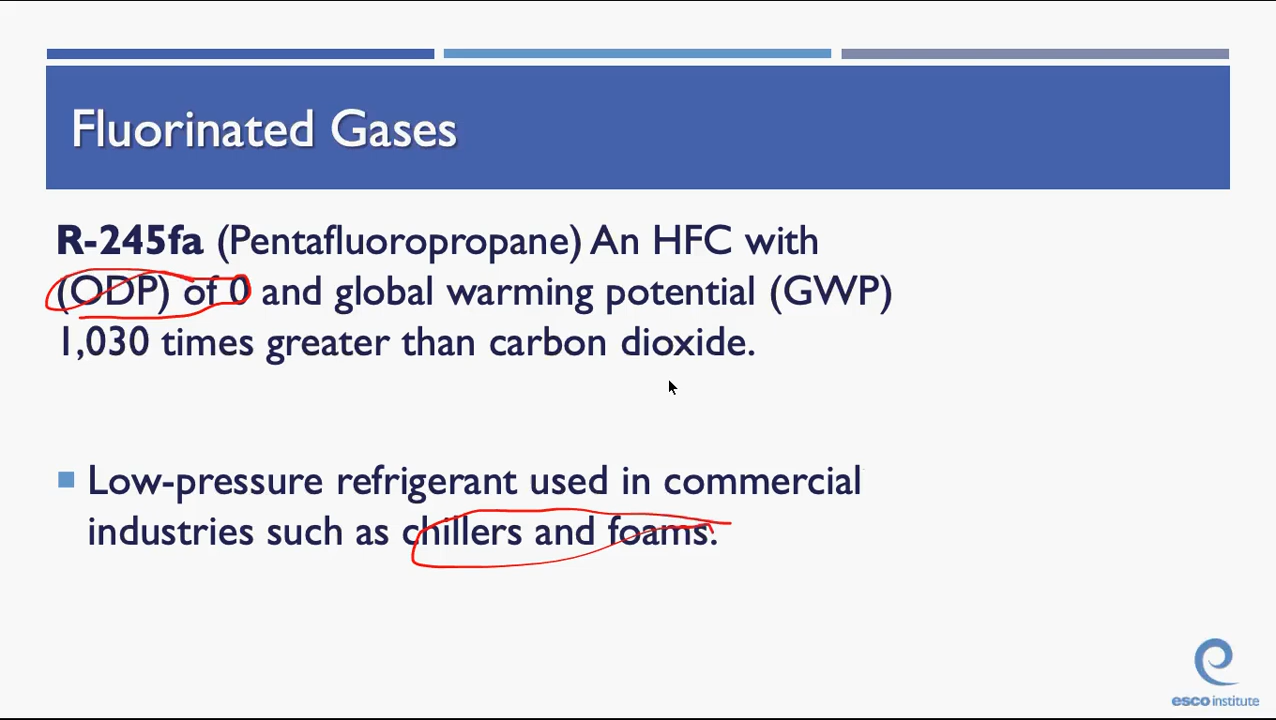 Fluorinated Gases
R-245fa (Pentafluoropropane) An HFC with
(ODP) of 0 and global warming potential (GWP)
1,030 times greater than carbon dioxide.
Low-pressure refrigerant used in commercial
industries such as chillers and foams.
esco institute